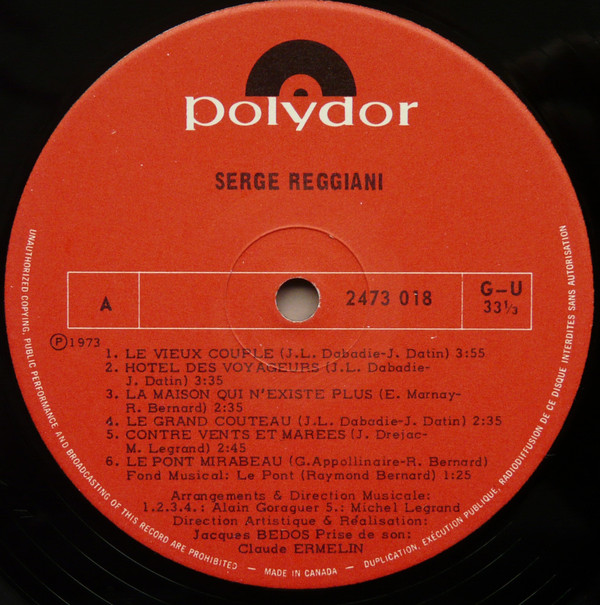 polydor
SERGE REGGIANI
A
2473 018
G-U
33⅓
Ⓟ1973
1. LE VIEUX COUPLE (J.L. Dabadie-J. Datin) 3:55
2. HOTEL DES VOYAGEURS (J.L. Dabadie-
J. Datin) 3:35
3. LA MAISON QUI N'EXISTE PLUS (E. Marnay-
R. Bernard) 2:35
4. LE GRAND COUTEAU (J.L. Dabadie-J. Datin) 2:35
5. CONTRE VENTS ET MAREES (J. Drejac-
M. Legrand) 2:45
6. LE PONT MIRABEAU (G.Appollinaire-R. Bernard)
Fond Musical: Le Pont (Raymond Bernard) 1:25
Arrangements & Direction Musicale:
1.2.3.4.: Alain Goraguer 5.: Michel Legrand
Direction Artistique & Réalisation:
Jacques BEDOS Prise de son:
Claude ERMELIN
UNAUTHORIZED COPYING, PUBLIC PERFORMANCE AND BROADCASTING OF THIS RECORD ARE PROHIBITED – MADE IN CANADA – DUPLICATION, EXÉCUTION PUBLIQUE, RADIODIFFUSION DE CE DISQUE INTERDITES SANS AUTORISATION